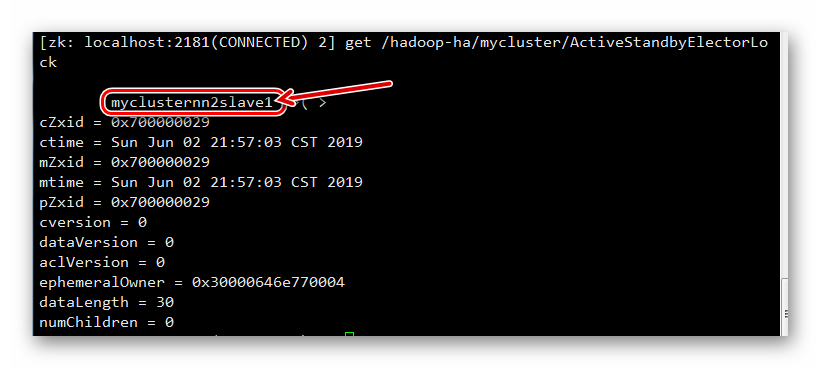 [zk: localhost:2181(CONNECTED) 2] get /hadoop-ha/mycluster/ActiveStandbyElectorLo
ck
myclusternn2slave1 ( >
cZxid = 0x700000029
ctime = Sun Jun 02 21:57:03 CST 2019
mZxid = 0x700000029
mtime = Sun Jun 02 21:57:03 CST 2019
pZxid = 0x700000029
cversion = 0
dataVersion = 0
aclVersion = 0
ephemeralOwner = 0x30000646e770004
dataLength = 30
numChildren = 0